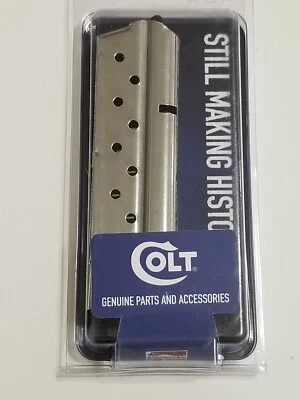 STILL MAKING HISTO
COLT®
GENUINE PARTS AND ACCESSORIES